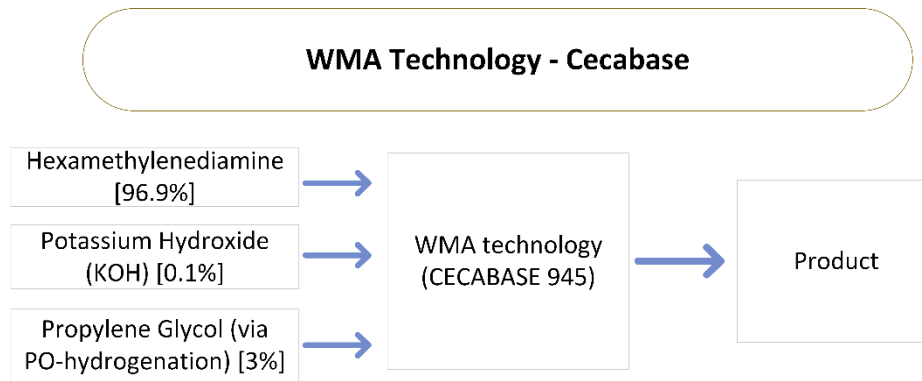 WMA Technology - Cecabase
Hexamethylenediamine
[96.9%]
Potassium Hydroxide
(KOH) [0.1%]
Propylene Glycol (via
PO-hydrogenation) [3%]
WMA technology
(CECABASE 945)
Product